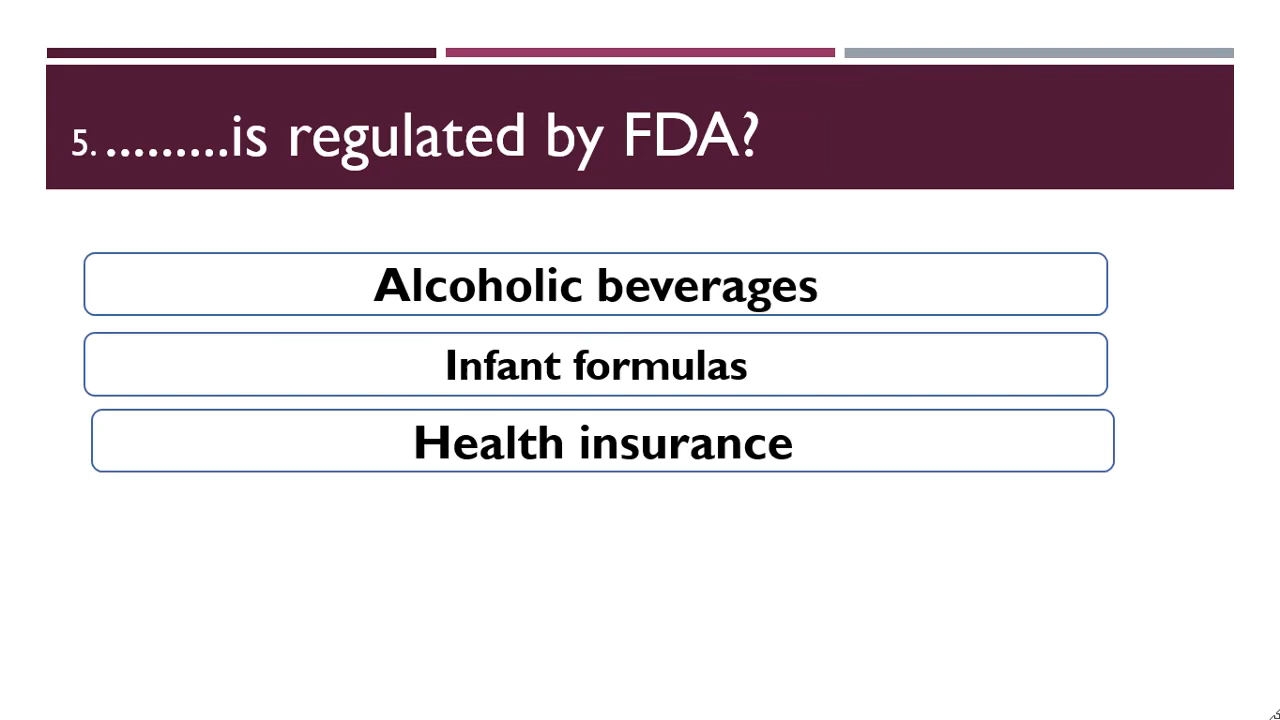 5. .........is regulated by FDA?
Alcoholic beverages
Infant formulas
Health insurance